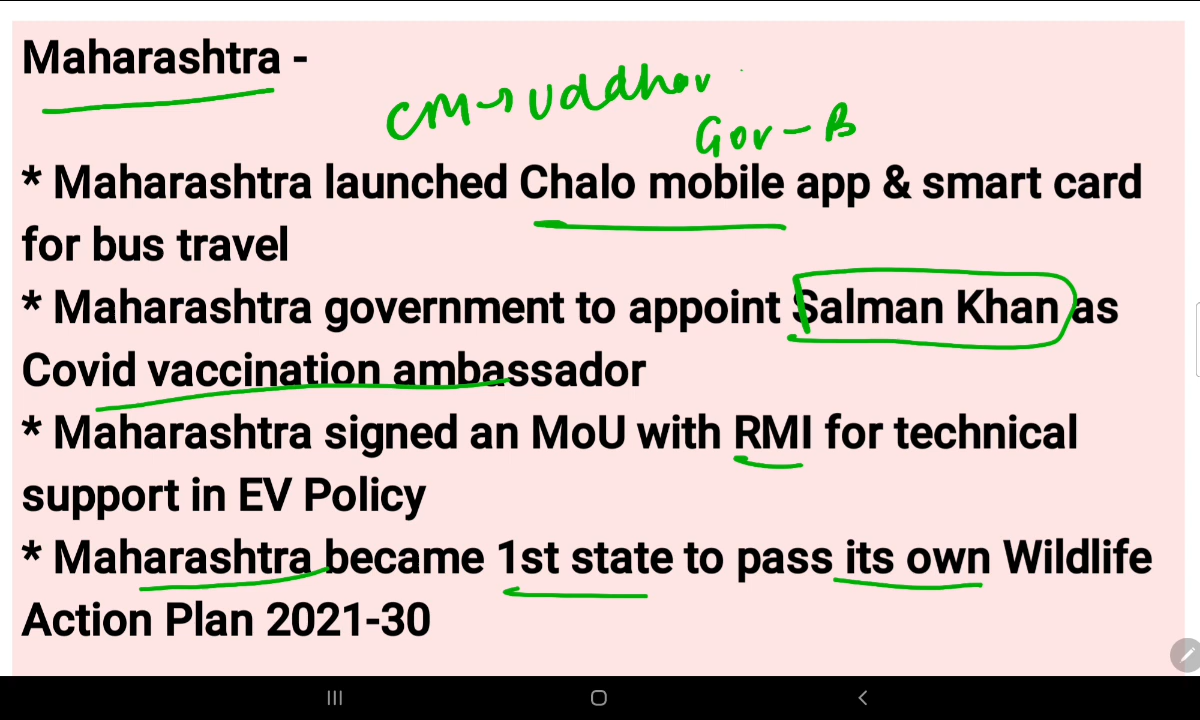 Maharashtra -
CM→ Uddhav
Gov - B
* Maharashtra launched Chalo mobile app & smart card
for bus travel
* Maharashtra government to appoint Salman Khan as
Covid vaccination ambassador
* Maharashtra signed an MoU with RMI for technical
support in EV Policy
* Maharashtra became 1st state to pass its own Wildlife
Action Plan 2021-30